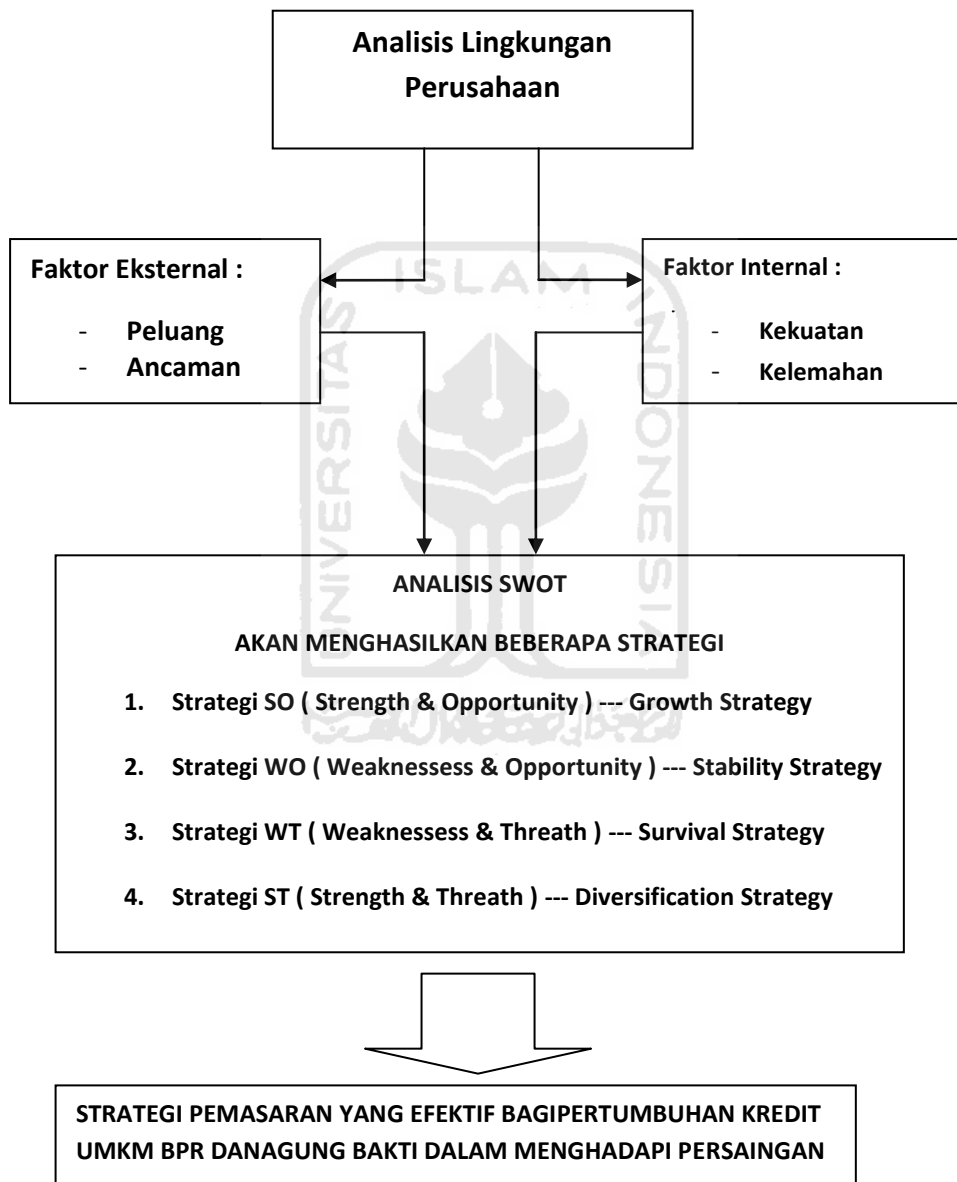 Analisis Lingkungan
Perusahaan
Faktor Eksternal :
- Peluang
- Ancaman
Faktor Internal :
- Kekuatan
- Kelemahan
UNIVERSITAS ISLAM INDONESIA
ANALISIS SWOT
AKAN MENGHASILKAN BEBERAPA STRATEGI
1. Strategi SO ( Strength & Opportunity ) --- Growth Strategy
2. Strategi WO ( Weaknessess & Opportunity ) --- Stability Strategy
3. Strategi WT ( Weaknessess & Threath ) --- Survival Strategy
4. Strategi ST ( Strength & Threath ) --- Diversification Strategy
STRATEGI PEMASARAN YANG EFEKTIF BAGIPERTUMBUHAN KREDIT
UMKM BPR DANAGUNG BAKTI DALAM MENGHADAPI PERSAINGAN